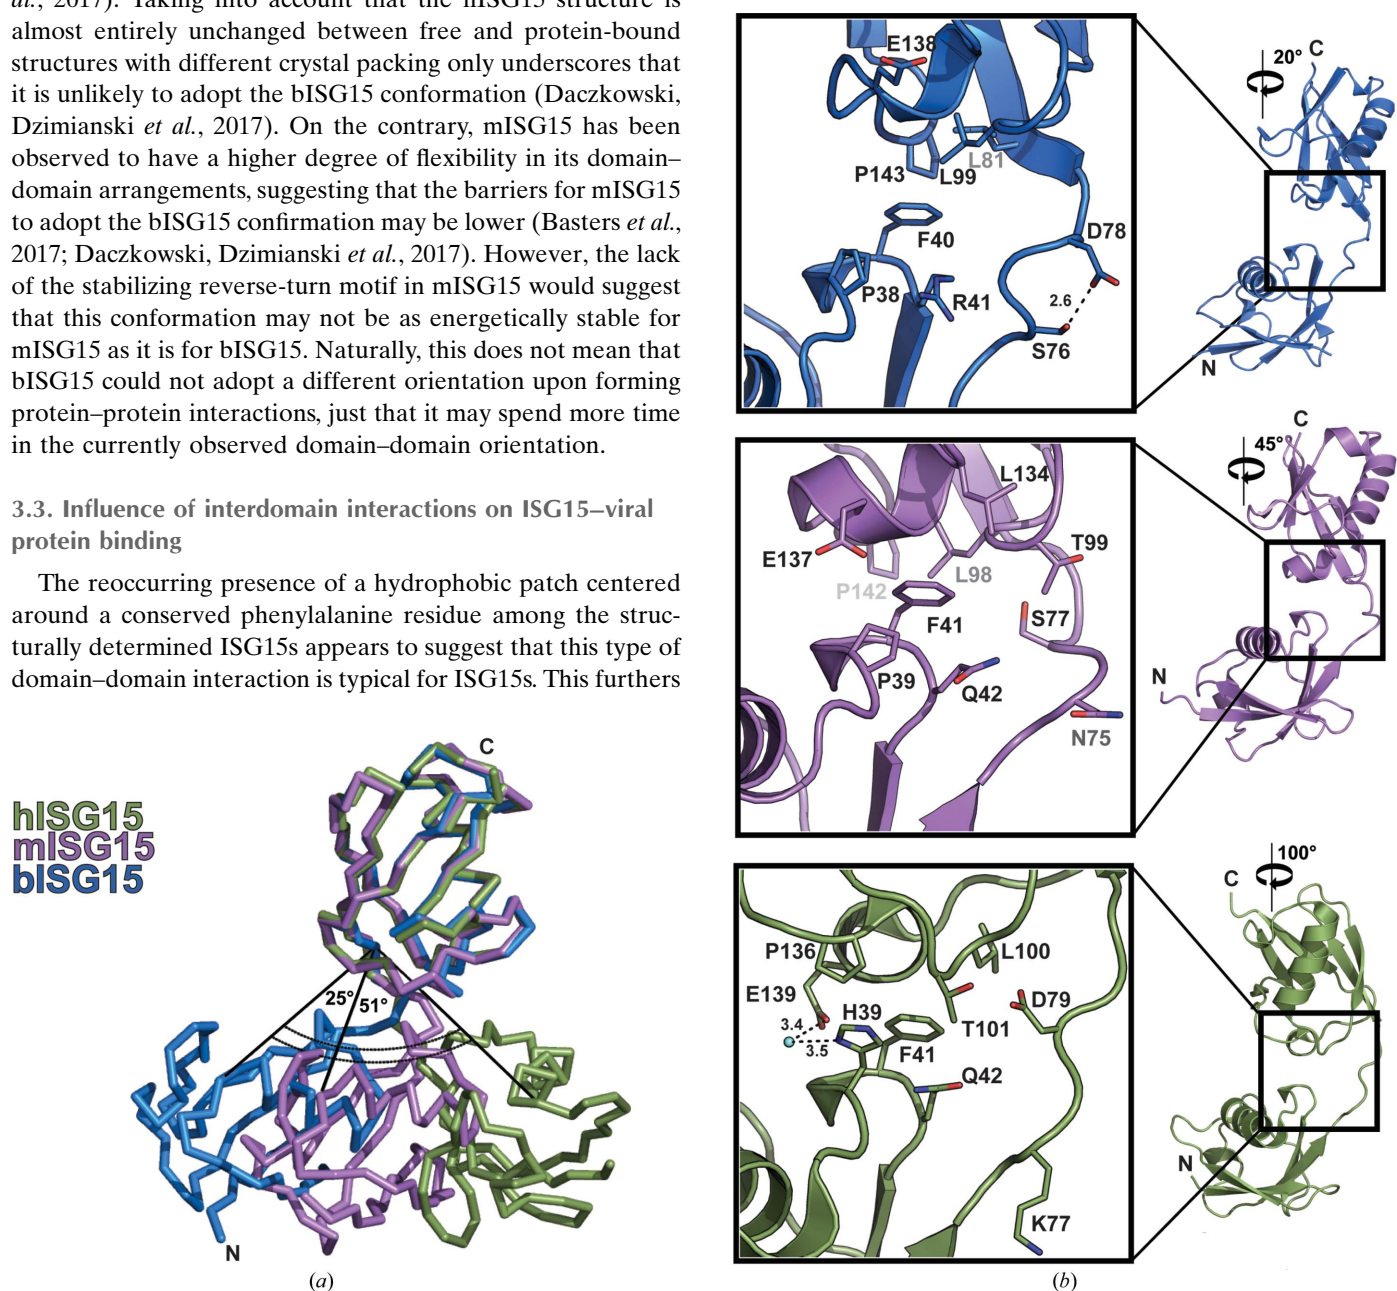 al., 2017). Taking into account that the hISG15 structure is
almost entirely unchanged between free and protein-bound
structures with different crystal packing only underscores that
it is unlikely to adopt the bISG15 conformation (Daczkowski,
Dzimianski et al., 2017). On the contrary, mISG15 has been
observed to have a higher degree of flexibility in its domain–
domain arrangements, suggesting that the barriers for mISG15
to adopt the bISG15 confirmation may be lower (Basters et al.,
2017; Daczkowski, Dzimianski et al., 2017). However, the lack
of the stabilizing reverse-turn motif in mISG15 would suggest
that this conformation may not be as energetically stable for
mISG15 as it is for bISG15. Naturally, this does not mean that
bISG15 could not adopt a different orientation upon forming
protein–protein interactions, just that it may spend more time
in the currently observed domain–domain orientation.
3.3. Influence of interdomain interactions on ISG15–viral
protein binding
The reoccurring presence of a hydrophobic patch centered
around a conserved phenylalanine residue among the struc-
turally determined ISG15s appears to suggest that this type of
domain–domain interaction is typical for ISG15s. This furthers
hISG15
mISG15
bISG15
C
25°
51°
N
(a)
E138
P143
L99
L81
F40
D78
P38
R41
2.6
S76
20°
C
N
L134
E137
T99
P142
L98
F41
S77
P39
Q42
N75
45°
C
N
P136
L100
E139
H39
D79
3.4
T101
3.5
F41
Q42
K77
100°
C
N
(b)